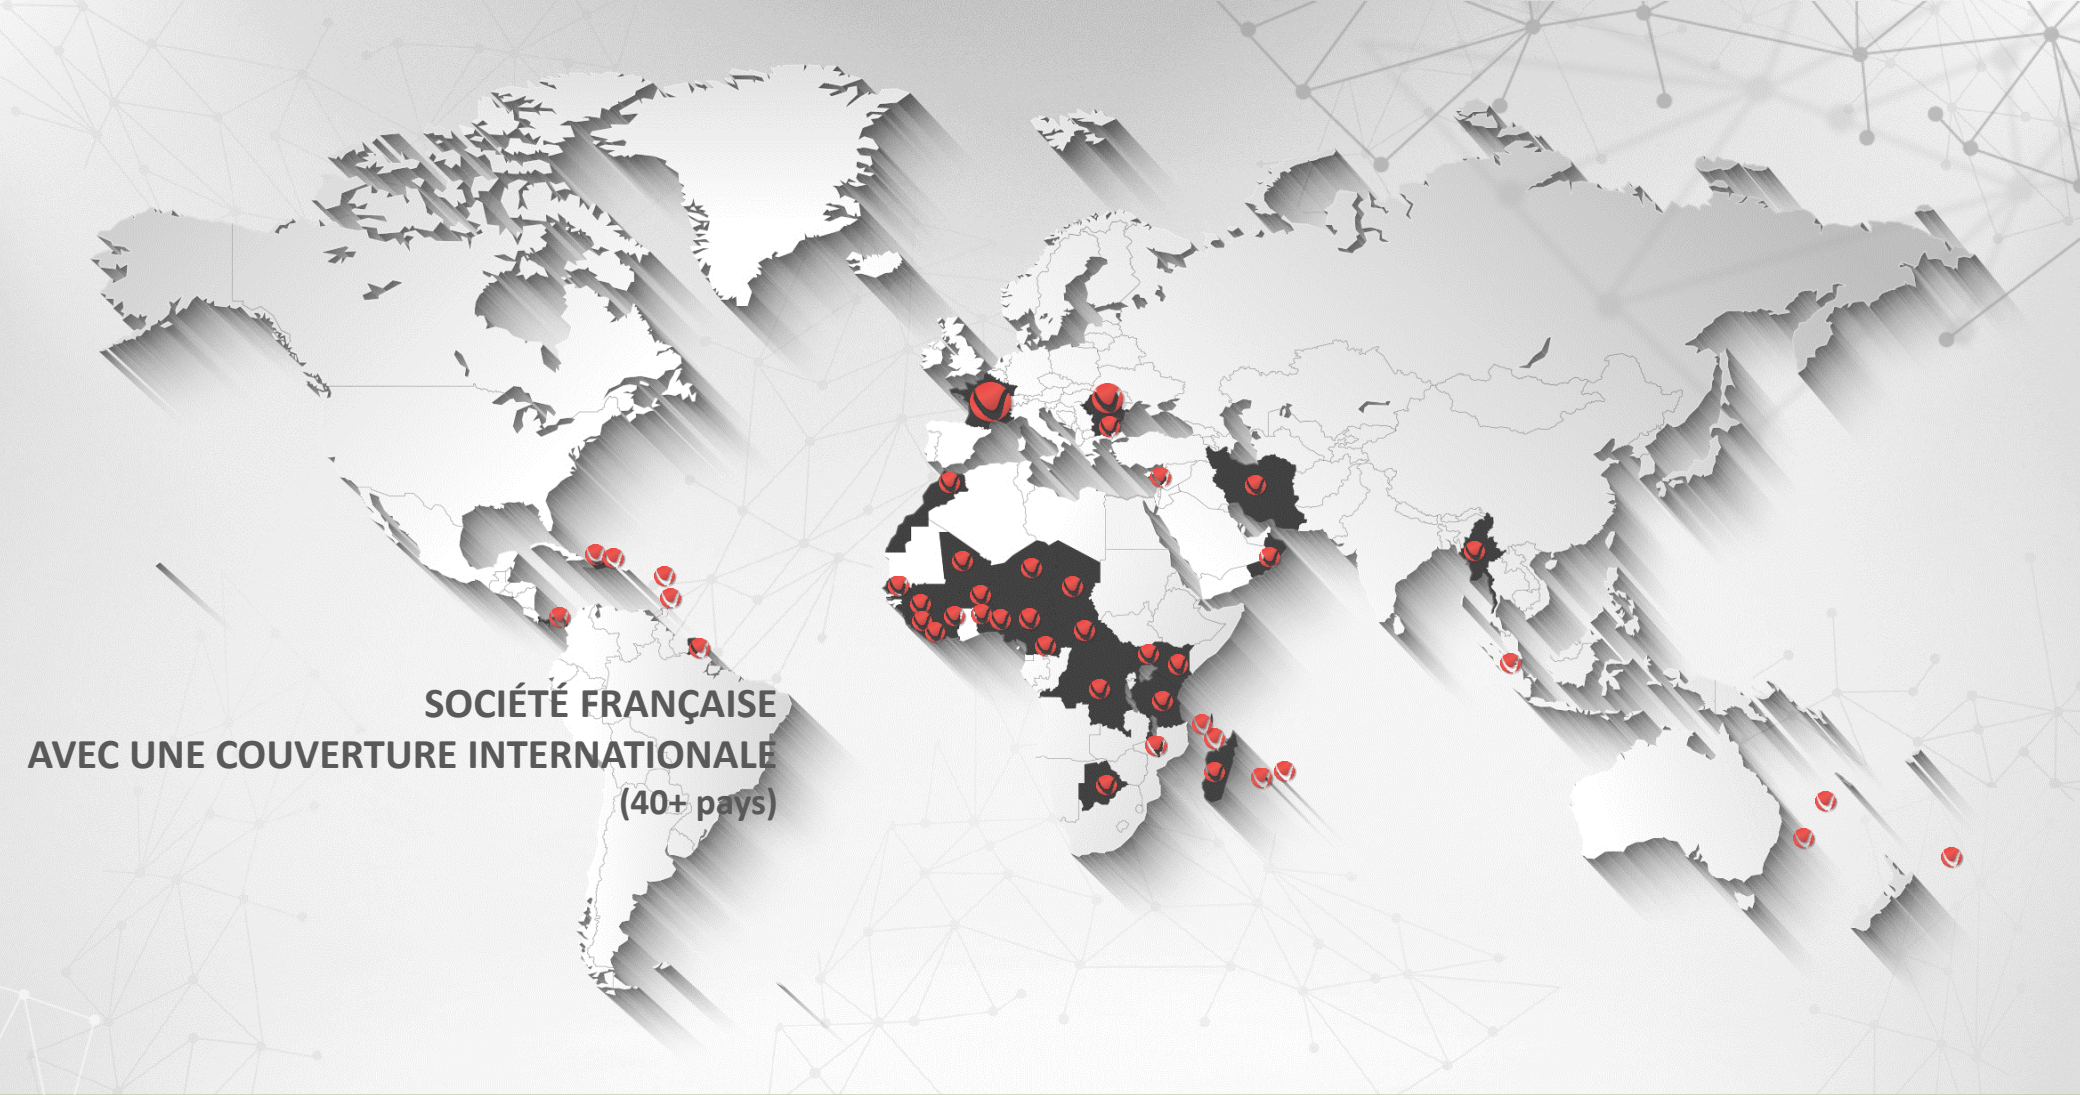 SOCIÉTÉ FRANÇAISE
AVEC UNE COUVERTURE INTERNATIONALE
(40+ pays)